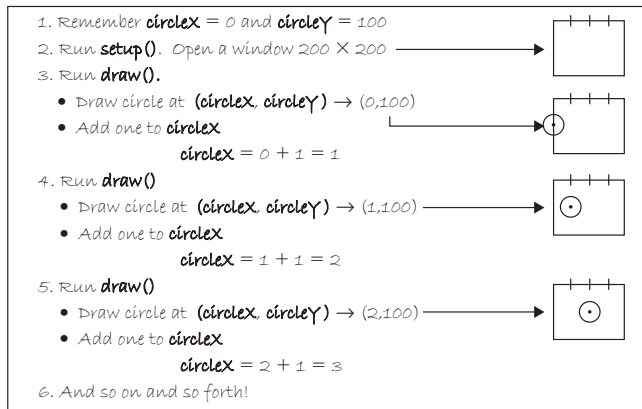 1. Remember circleX = 0 and circleY = 100
2. Run setup(). Open a window 200 × 200
3. Run draw().
• Draw circle at (circleX, circleY) → (0,100)
• Add one to circleX
circleX = 0 + 1 = 1
4. Run draw()
• Draw circle at (circleX, circleY) → (1,100)
• Add one to circleX
circleX = 1 + 1 = 2
5. Run draw()
• Draw circle at (circleX, circleY) → (2,100)
• Add one to circleX
circleX = 2 + 1 = 3
6. And so on and so forth!